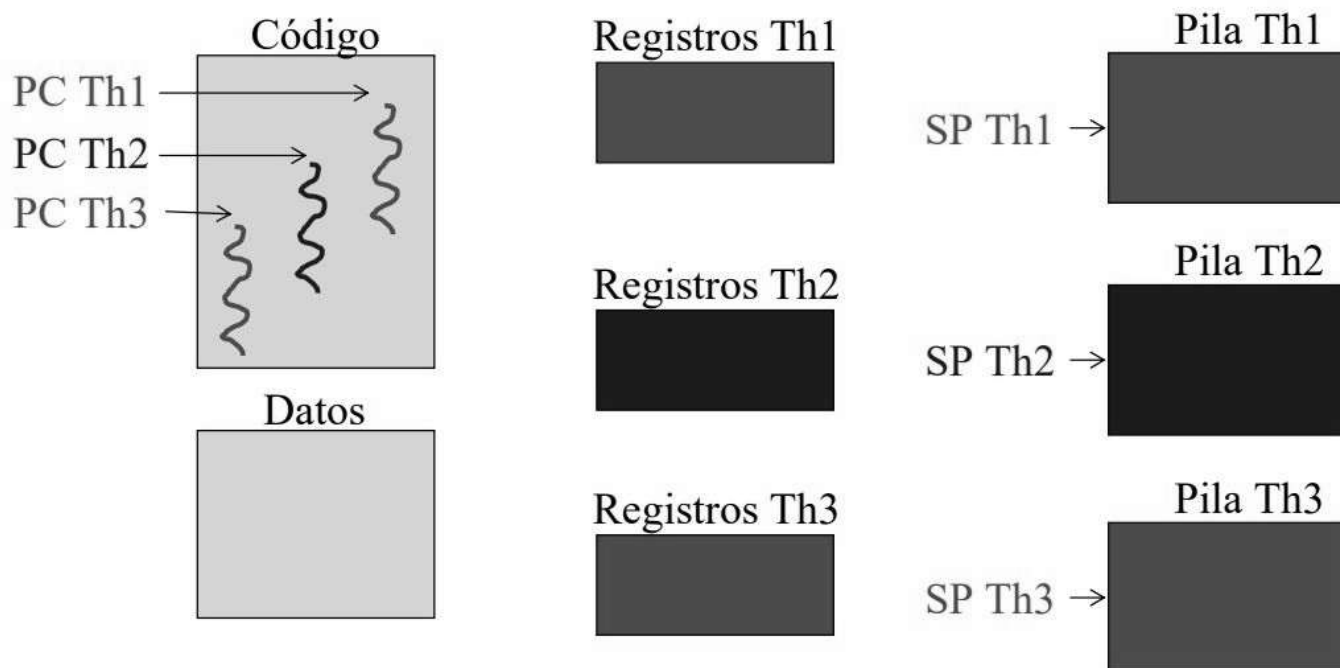 Código
PC Th1
PC Th2
PC Th3
Datos
Registros Th1
Registros Th2
Registros Th3
Pila Th1
SP Th1
Pila Th2
SP Th2
Pila Th3
SP Th3